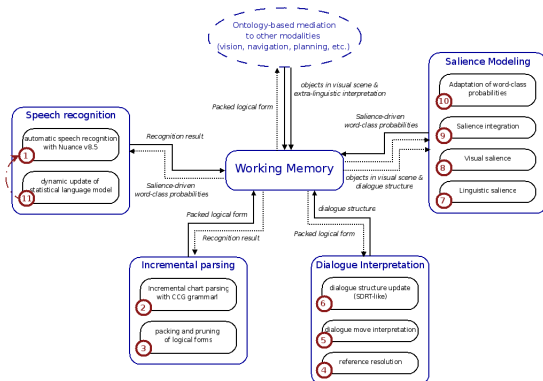 Ontology-based mediation
to other modalities
(vision, navigation, planning, etc.)
objects in visual scene &
extra-linguistic interpretation
Packed logical form
Speech recognition
1
automatic speech recognition
with Nuance v8.5
11
dynamic update of
statistical language model
Recognition result
Salience-driven
word-class probabilities
Working Memory
Salience-driven
word-class probabilities
objects in visual scene &
dialogue structure
Salience Modeling
10
Adaptation of word-class
probabilities
9
Salience integration
8
Visual salience
7
Linguistic salience
Packed logical form
Recognition result
dialogue structure
Packed logical form
Incremental parsing
2
Incremental chart parsing
with CCG grammarl
3
packing and pruning
of logical forms
Dialogue Interpretation
6
dialogue structure update
(SDRT-like)
5
dialogue move interpretation
4
reference resolution